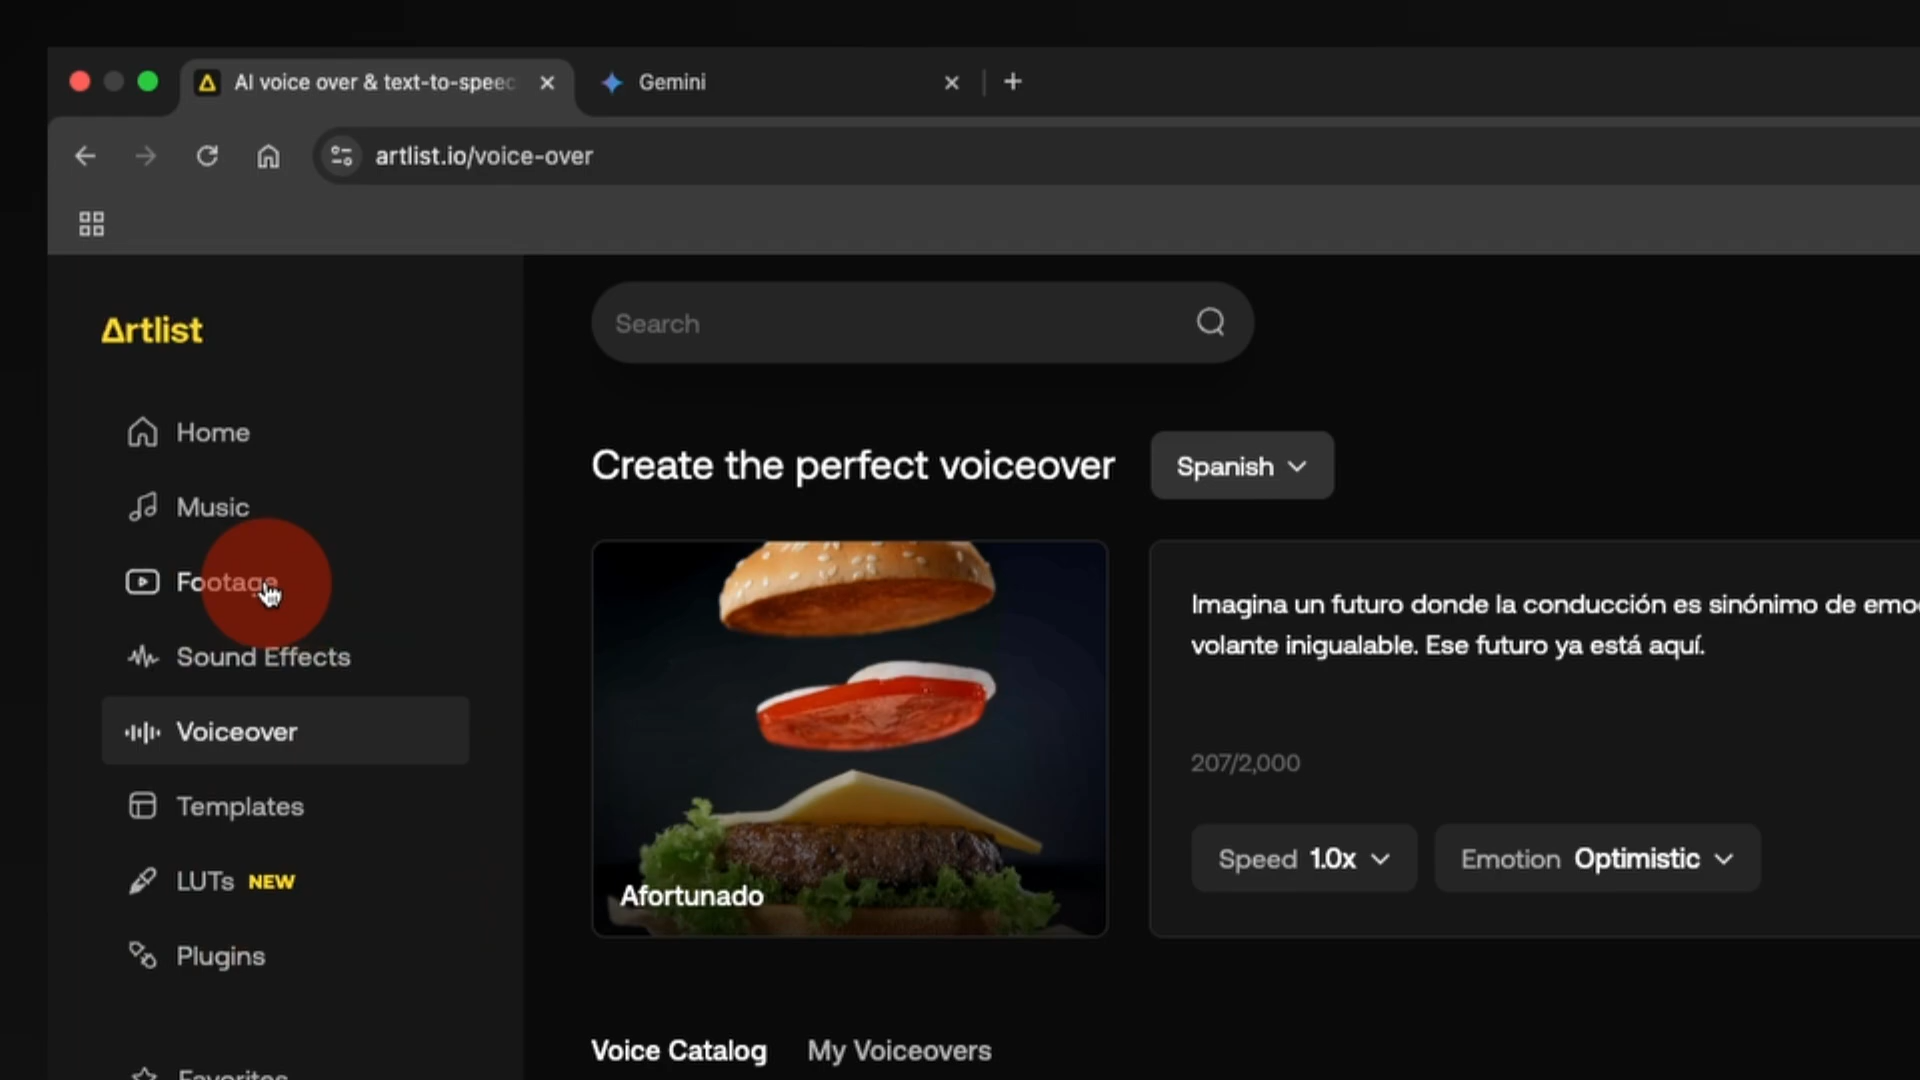 AI voice over & text-to-speec
Gemini
artlist.io/voice-over
Artlist
Search
Home
Music
Footage
Sound Effects
Voiceover
Templates
LUTs NEW
Plugins
Favorites
Create the perfect voiceover
Spanish
Afortunado
Imagina un futuro donde la conducción es sinónimo de emo
volante inigualable. Ese futuro ya está aquí.
207/2,000
Speed 1.0x
Emotion Optimistic
Voice Catalog
My Voiceovers